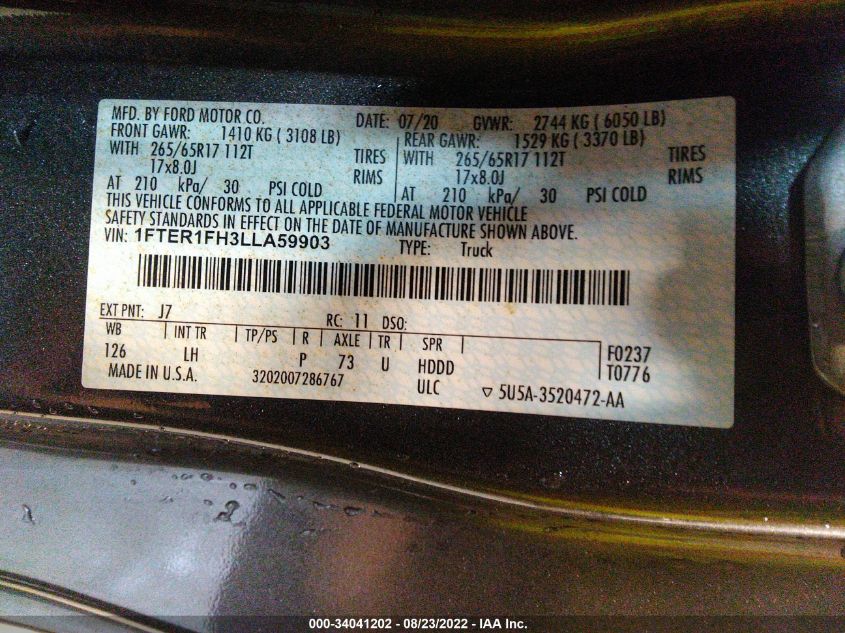 MFD. BY FORD MOTOR CO. DATE: 07/20 GVWR: 2744 KG ( 6050 LB)
FRONT GAWR: 1410 KG ( 3108 LB) REAR GAWR: 1529 KG ( 3370 LB)
WITH 265/65R17 112T TIRES WITH 265/65R17 112T TIRES
17x8.0J RIMS 17x8.0J RIMS
AT 210 kPa/ 30 PSI COLD AT 210 kPa/ 30 PSI COLD
THIS VEHICLE CONFORMS TO ALL APPLICABLE FEDERAL MOTOR VEHICLE
SAFETY STANDARDS IN EFFECT ON THE DATE OF MANUFACTURE SHOWN ABOVE.
VIN: 1FTER1FH3LLA59903 TYPE: Truck
EXT PNT: J7 RC: 11 DSO:
WB INT TR TP/PS R AXLE TR SPR F0237
126 LH P 73 U HDDD T0776
MADE IN U.S.A. 3202007286767 ULC ▽ 5U5A-3520472-AA
000-34041202 - 08/23/2022 - IAA Inc.